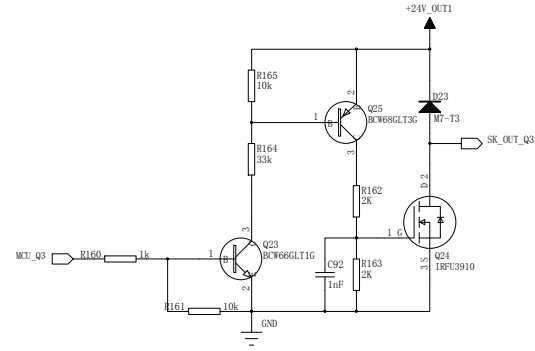 +24V_OUT1
R165
10k
D23
M7-T3
2
E
Q25
BCW68GLT3G
1
B
C
3
SK_OUT_Q3
R164
33k
R162
2K
D 2
1 G
3 S
Q24
IRFU3910
3
C
Q23
BCW66GLT1G
MCU_Q3
R160
1k
1
B
E
2
C92
1nF
R163
2K
R161
10k
GND